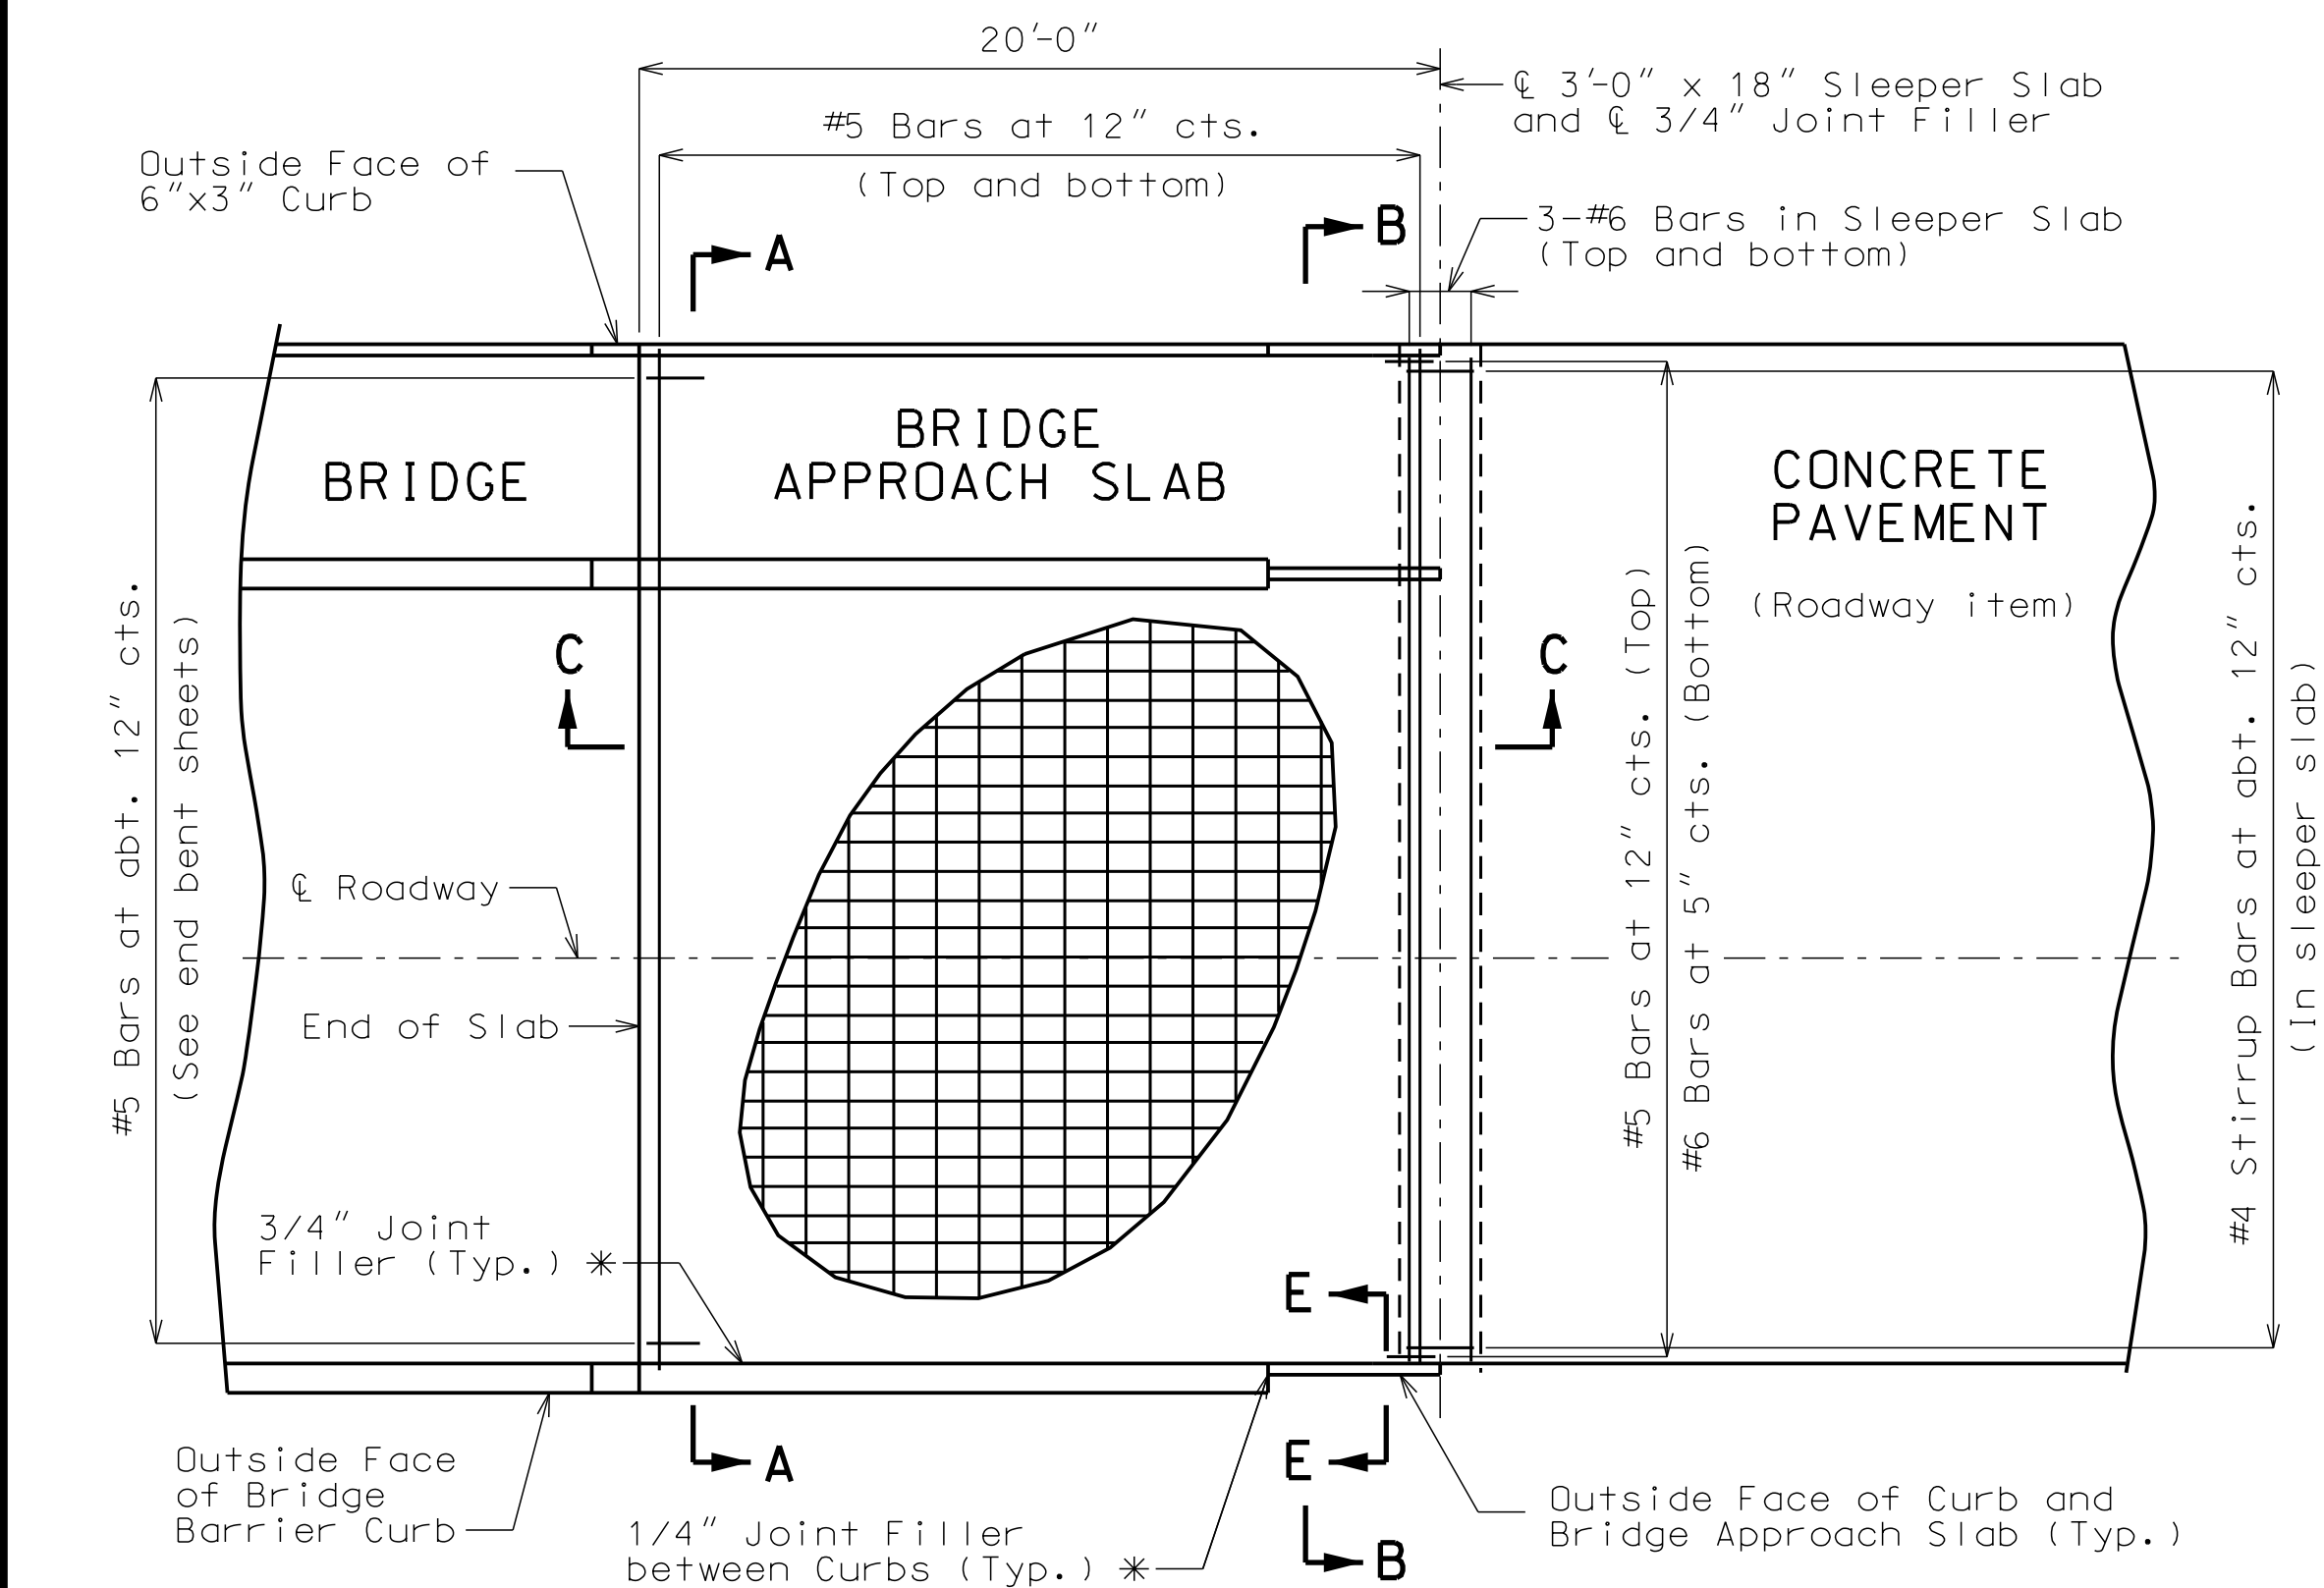 20'-0"
℄ 3'-0" x 18" Sleeper Slab
and ℄ 3/4" Joint Filler
#5 Bars at 12" cts.
(Top and bottom)
Outside Face of
6"x3" Curb
3-#6 Bars in Sleeper Slab
(Top and bottom)
A
B
BRIDGE
BRIDGE
APPROACH SLAB
CONCRETE
PAVEMENT
(Roadway item)
#5 Bars at abt. 12" cts.
(See end bent sheets)
C
C
#5 Bars at 12" cts. (Top)
#6 Bars at 5" cts. (Bottom)
#4 Stirrup Bars at abt. 12" cts.
(In sleeper slab)
℄ Roadway
End of Slab
3/4" Joint
Filler (Typ.) *
E
A
E
B
Outside Face
of Bridge
Barrier Curb
1/4" Joint Filler
between Curbs (Typ.) *
Outside Face of Curb and
Bridge Approach Slab (Typ.)